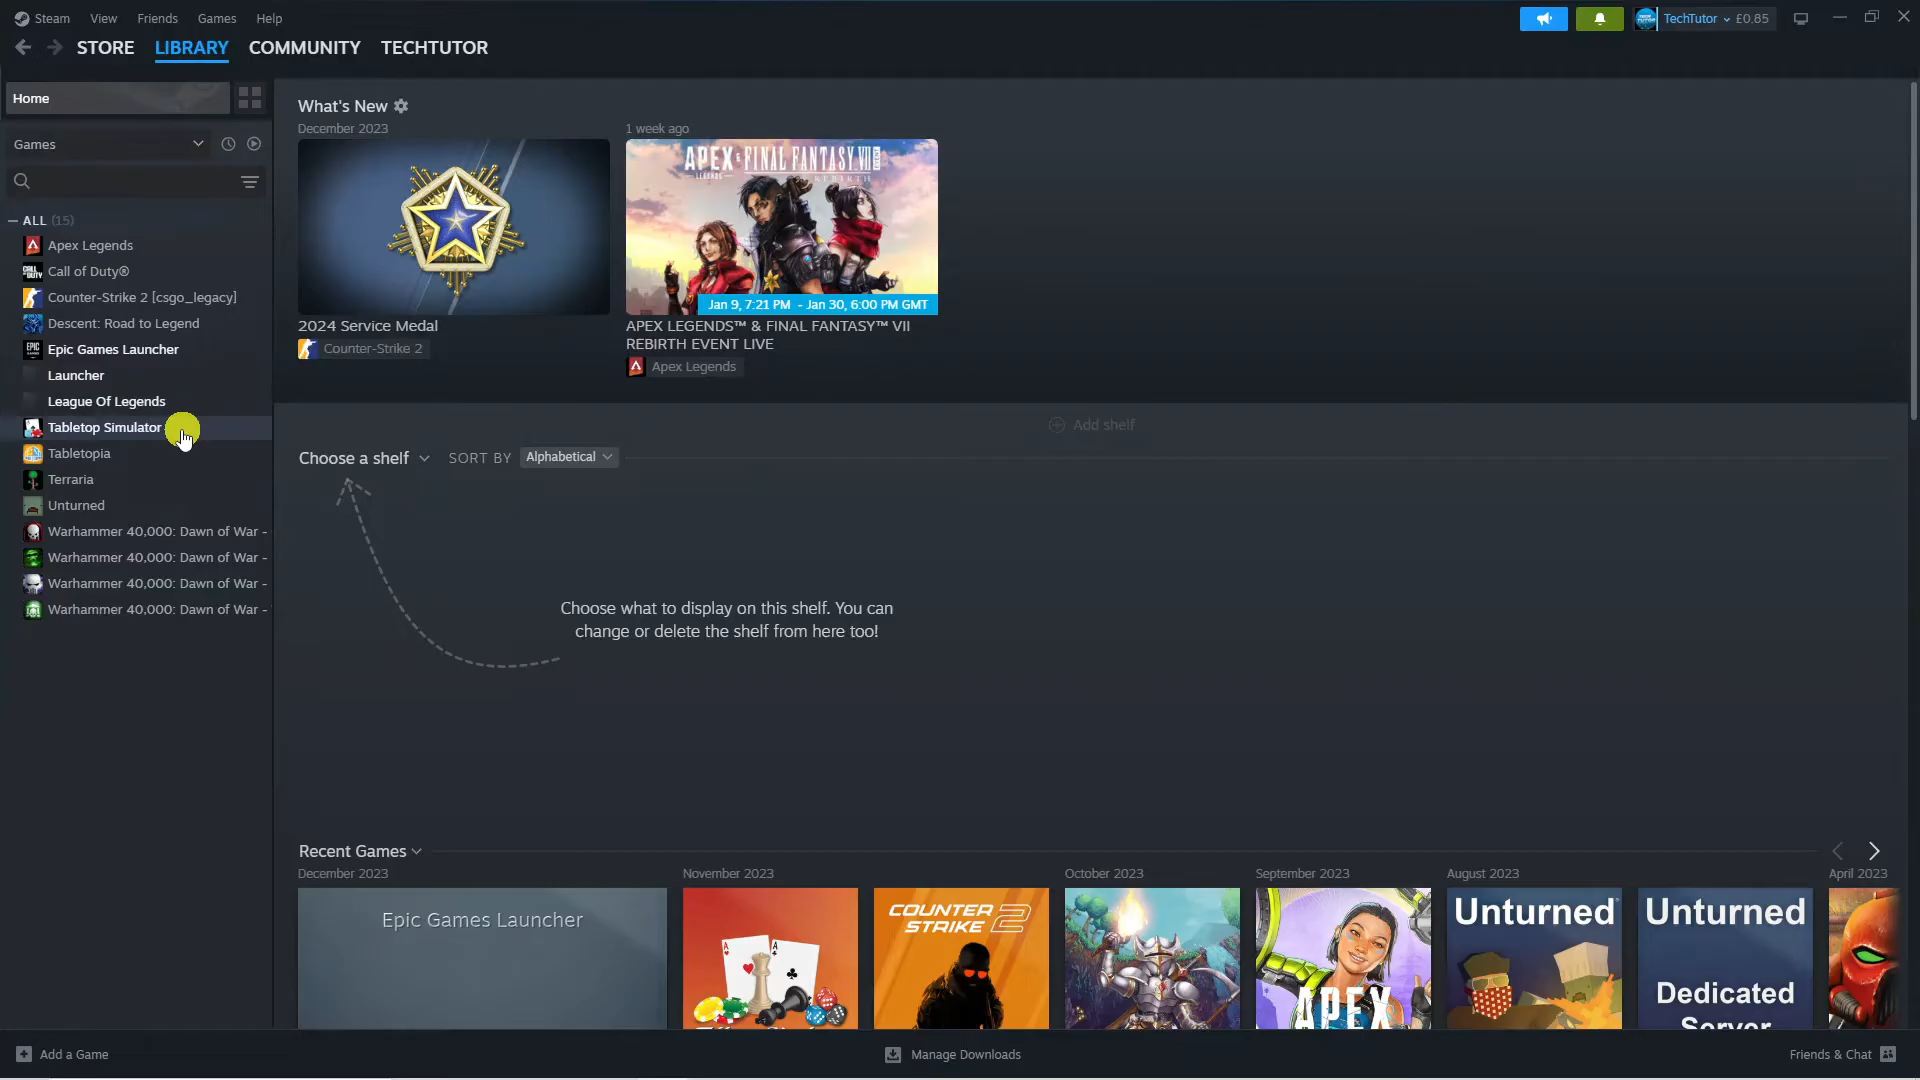 Steam View Friends Games Help
TechTutor £0.85
STORE LIBRARY COMMUNITY TECHTUTOR
Home
Games
ALL (15)
Apex Legends
Call of Duty®
Counter-Strike 2 [csgo_legacy]
Descent: Road to Legend
Epic Games Launcher
Launcher
League Of Legends
Tabletop Simulator
Tabletopia
Terraria
Unturned
Warhammer 40,000: Dawn of War -
Warhammer 40,000: Dawn of War -
Warhammer 40,000: Dawn of War -
Warhammer 40,000: Dawn of War -
What's New
December 2023
1 week ago
APEX LEGENDS FINAL FANTASY VII EVENT
REBIRTH
Jan 9, 7:21 PM - Jan 30, 6:00 PM GMT
2024 Service Medal
Counter-Strike 2
APEX LEGENDS™ & FINAL FANTASY™ VII
REBIRTH EVENT LIVE
Apex Legends
Add shelf
Choose a shelf SORT BY Alphabetical
Choose what to display on this shelf. You can
change or delete the shelf from here too!
Recent Games
December 2023
November 2023
October 2023
September 2023
August 2023
April 2023
Epic Games Launcher
COUNTER
STRIKE 2
APEX
Unturned
Unturned
Dedicated
Server
Add a Game
Manage Downloads
Friends & Chat